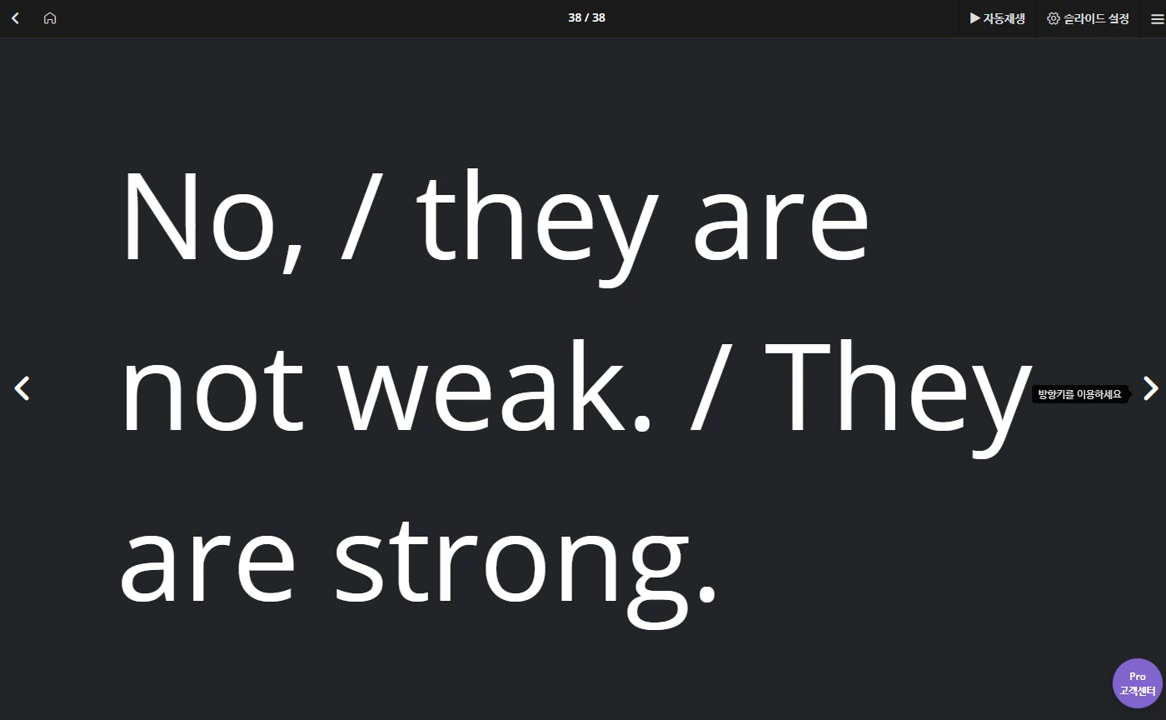 38 / 38
▶ 자동재생
슬라이드 설정
No, / they are
not weak. / They
방향키를 이용하세요
are strong.
Pro
고객센터